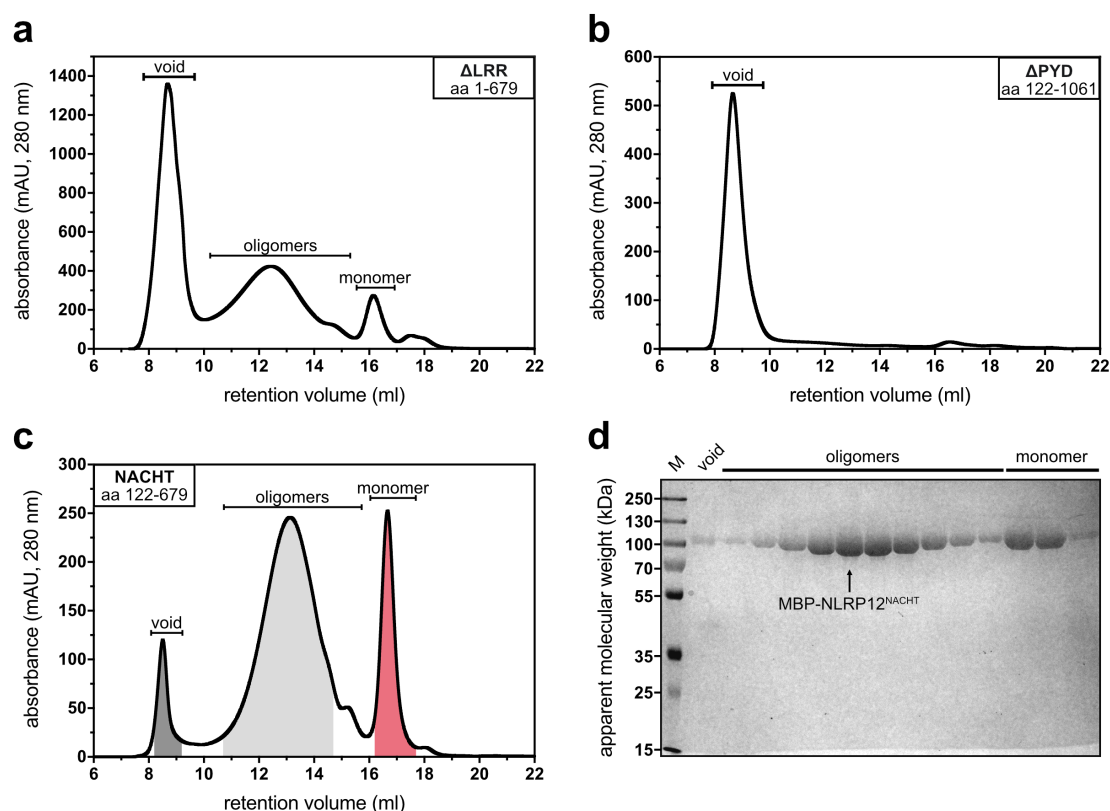 a
ΔLRR
aa 1-679
void
oligomers
monomer
absorbance (mAU, 280 nm)
1400
1200
1000
800
600
400
200
0
6 8 10 12 14 16 18 20 22
retention volume (ml)
b
ΔPYD
aa 122-1061
void
absorbance (mAU, 280 nm)
600
500
400
300
200
100
0
6 8 10 12 14 16 18 20 22
retention volume (ml)
c
NACHT
aa 122-679
void
oligomers
monomer
absorbance (mAU, 280 nm)
300
250
200
150
100
50
0
6 8 10 12 14 16 18 20 22
retention volume (ml)
d
M void oligomers monomer
apparent molecular weight (kDa)
250
130
100
70
55
35
25
15
MBP-NLRP12NACHT